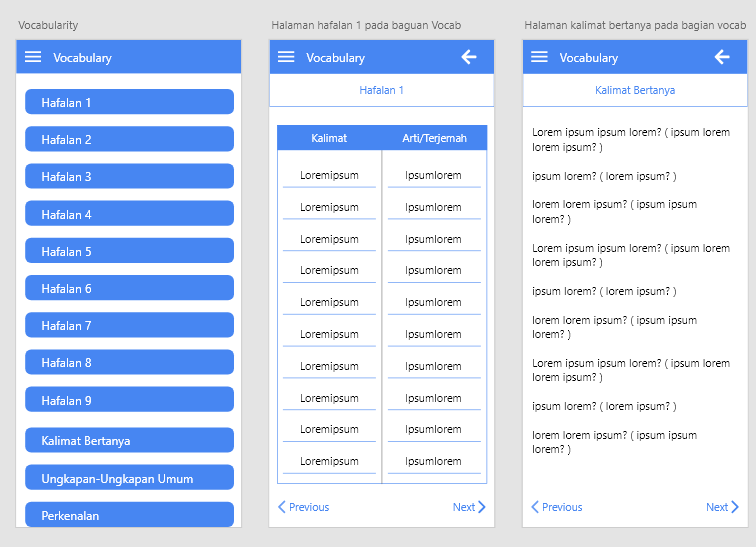 Vocabularity
Vocabulary
Hafalan 1
Hafalan 2
Hafalan 3
Hafalan 4
Hafalan 5
Hafalan 6
Hafalan 7
Hafalan 8
Hafalan 9
Kalimat Bertanya
Ungkapan-Ungkapan Umum
Perkenalan
Halaman hafalan 1 pada baguan Vocab
Vocabulary
Hafalan 1
Kalimat Arti/Terjemah
Loremipsum Ipsumlorem
Loremipsum Ipsumlorem
Loremipsum Ipsumlorem
Loremipsum Ipsumlorem
Loremipsum Ipsumlorem
Loremipsum Ipsumlorem
Loremipsum Ipsumlorem
Loremipsum Ipsumlorem
Loremipsum Ipsumlorem
Loremipsum Ipsumlorem
Previous Next
Halaman kalimat bertanya pada bagian vocab
Vocabulary
Kalimat Bertanya
Lorem ipsum ipsum lorem? ( ipsum lorem
lorem ipsum? )
ipsum lorem? ( lorem ipsum? )
lorem lorem ipsum? ( ipsum ipsum
lorem? )
Lorem ipsum ipsum lorem? ( ipsum lorem
lorem ipsum? )
ipsum lorem? ( lorem ipsum? )
lorem lorem ipsum? ( ipsum ipsum
lorem? )
Lorem ipsum ipsum lorem? ( ipsum lorem
lorem ipsum? )
ipsum lorem? ( lorem ipsum? )
lorem lorem ipsum? ( ipsum ipsum
lorem? )
Previous Next